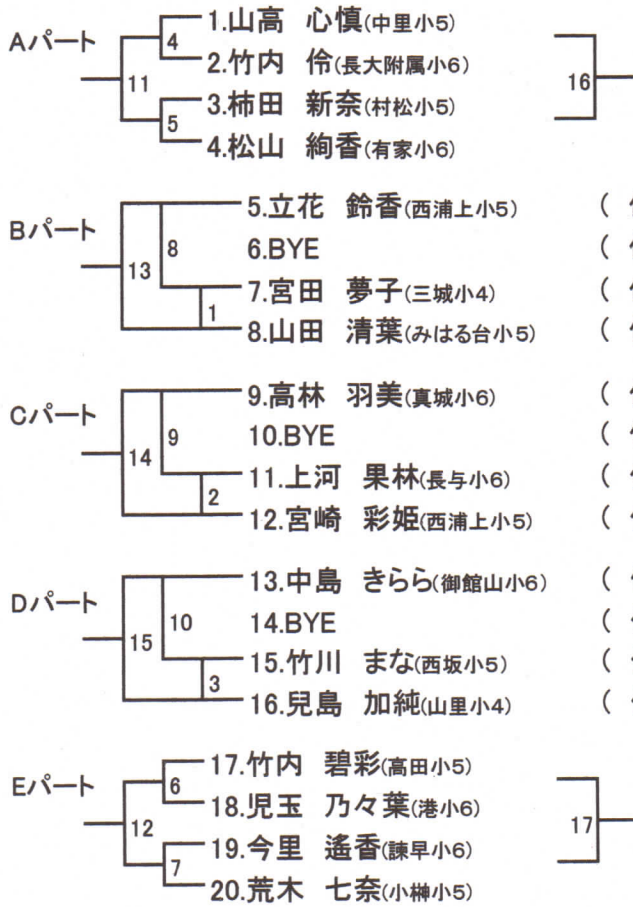 Aパート
1.山高 心慎(中里小5)
4
2.竹内 伶(長大附属小6)
11
16
3.柿田 新奈(村松小5)
5
4.松山 絢香(有家小6)
Bパート
5.立花 鈴香(西浦上小5) (
8
6.BYE (
13
7.宮田 夢子(三城小4) (
1
8.山田 清葉(みはる台小5) (
Cパート
9.高林 羽美(真城小6) (
9
10.BYE (
14
11.上河 果林(長与小6) (
2
12.宮崎 彩姫(西浦上小5) (
Dパート
13.中島 きらら(御館山小6) (
10
14.BYE (
15
15.竹川 まな(西坂小5) (
3
16.兒島 加純(山里小4) (
Eパート
17.竹内 碧彩(高田小5)
6
18.児玉 乃々葉(港小6)
12
17
19.今里 遙香(諫早小6)
7
20.荒木 七奈(小榊小5)